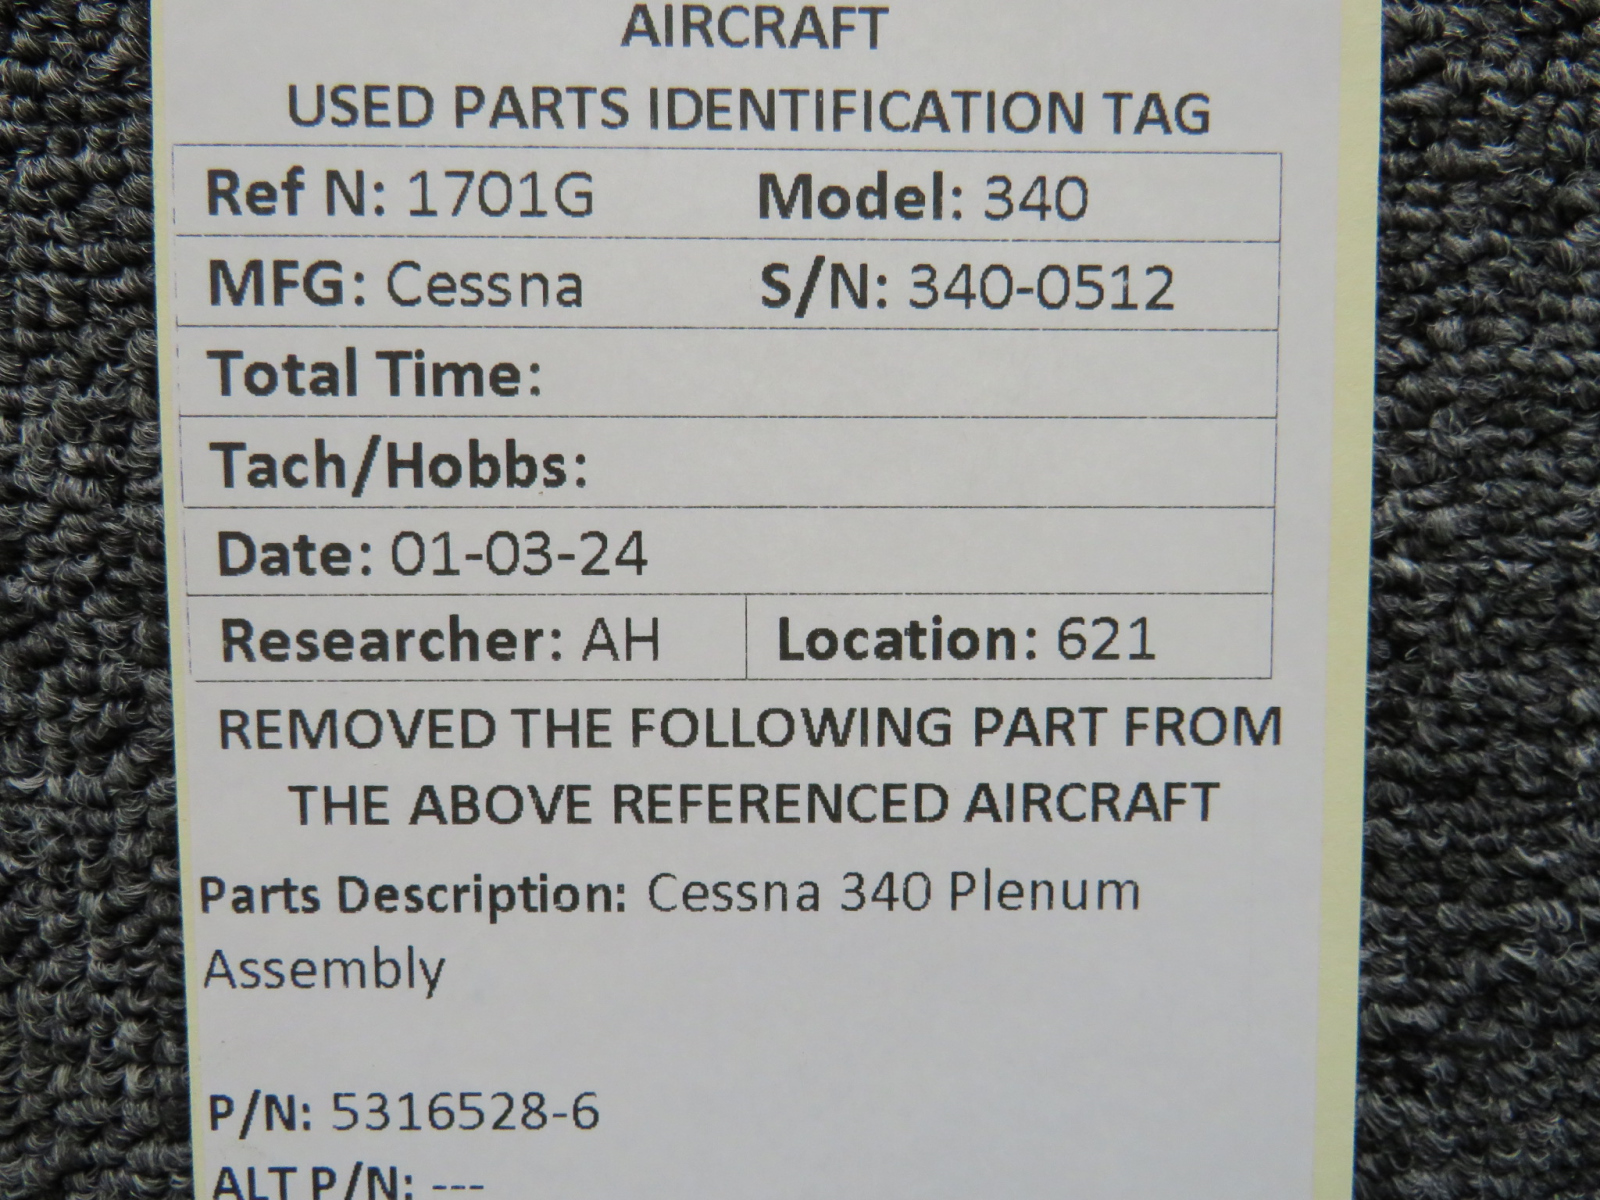 AIRCRAFT
USED PARTS IDENTIFICATION TAG
Ref N: 1701G Model: 340
MFG: Cessna S/N: 340-0512
Total Time:
Tach/Hobbs:
Date: 01-03-24
Researcher: AH Location: 621
REMOVED THE FOLLOWING PART FROM
THE ABOVE REFERENCED AIRCRAFT
Parts Description: Cessna 340 Plenum
Assembly
P/N: 5316528-6
ALT P/N: ---